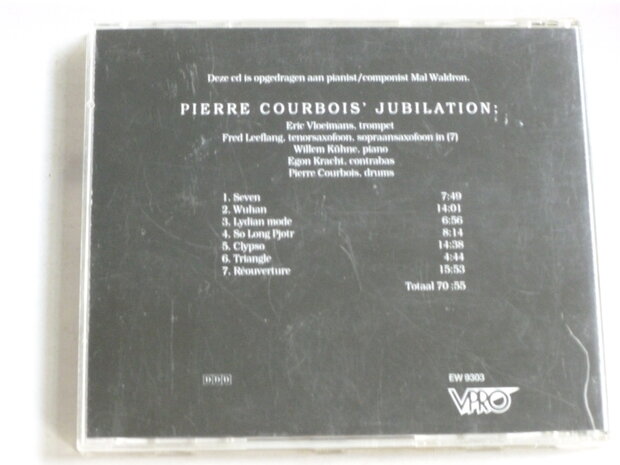 Deze cd is opgedragen aan pianist/componist Mal Waldron.
PIERRE COURBOIS' JUBILATION:
Eric Vloeimans, trompet
Fred Leeflang, tenorsaxofoon, sopraansaxofoon in (7)
Willem Kühne, piano
Egon Kracht, contrabas
Pierre Courbois, drums
1. Seven 7:49
2. Wuhan 14:01
3. Lydian mode 6:56
4. So Long Pjotr 8:14
5. Clypso 14:38
6. Triangle 4:44
7. Réouverture 15:53
Totaal 70 :55
DDD
EW 9303
VPRO